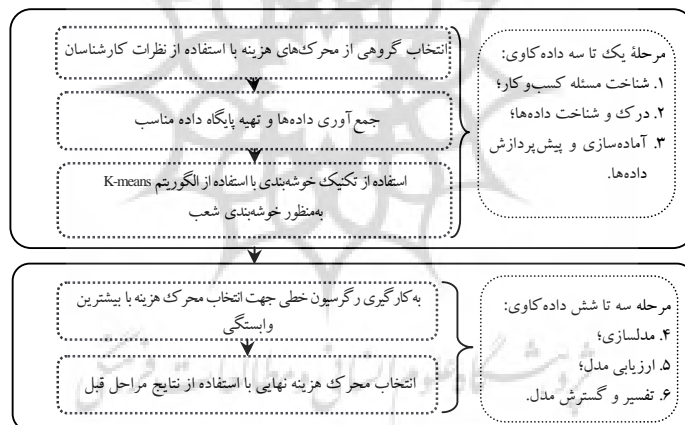 انتخاب گروهی از محرک‌های هزینه با استفاده از نظرات کارشناسان
جمع‌آوری داده‌ها و تهیه پایگاه داده مناسب
استفاده از تکنیک خوشه‌بندی با استفاده از الگوریتم K-means
به‌منظور خوشه‌بندی شعب
مرحلۀ یک تا سه داده‌کاوی:
۱. شناخت مسئله کسب‌وکار؛
۲. درک و شناخت داده‌ها؛
۳. آماده‌سازی و پیش‌پردازش
داده‌ها.
به‌کارگیری رگرسیون خطی جهت انتخاب محرک هزینه با بیشترین
وابستگی
انتخاب محرک هزینه نهایی با استفاده از نتایج مراحل قبل
مرحله سه تا شش داده‌کاوی:
۴. مدلسازی؛
۵. ارزیابی مدل؛
۶. تفسیر و گسترش مدل.